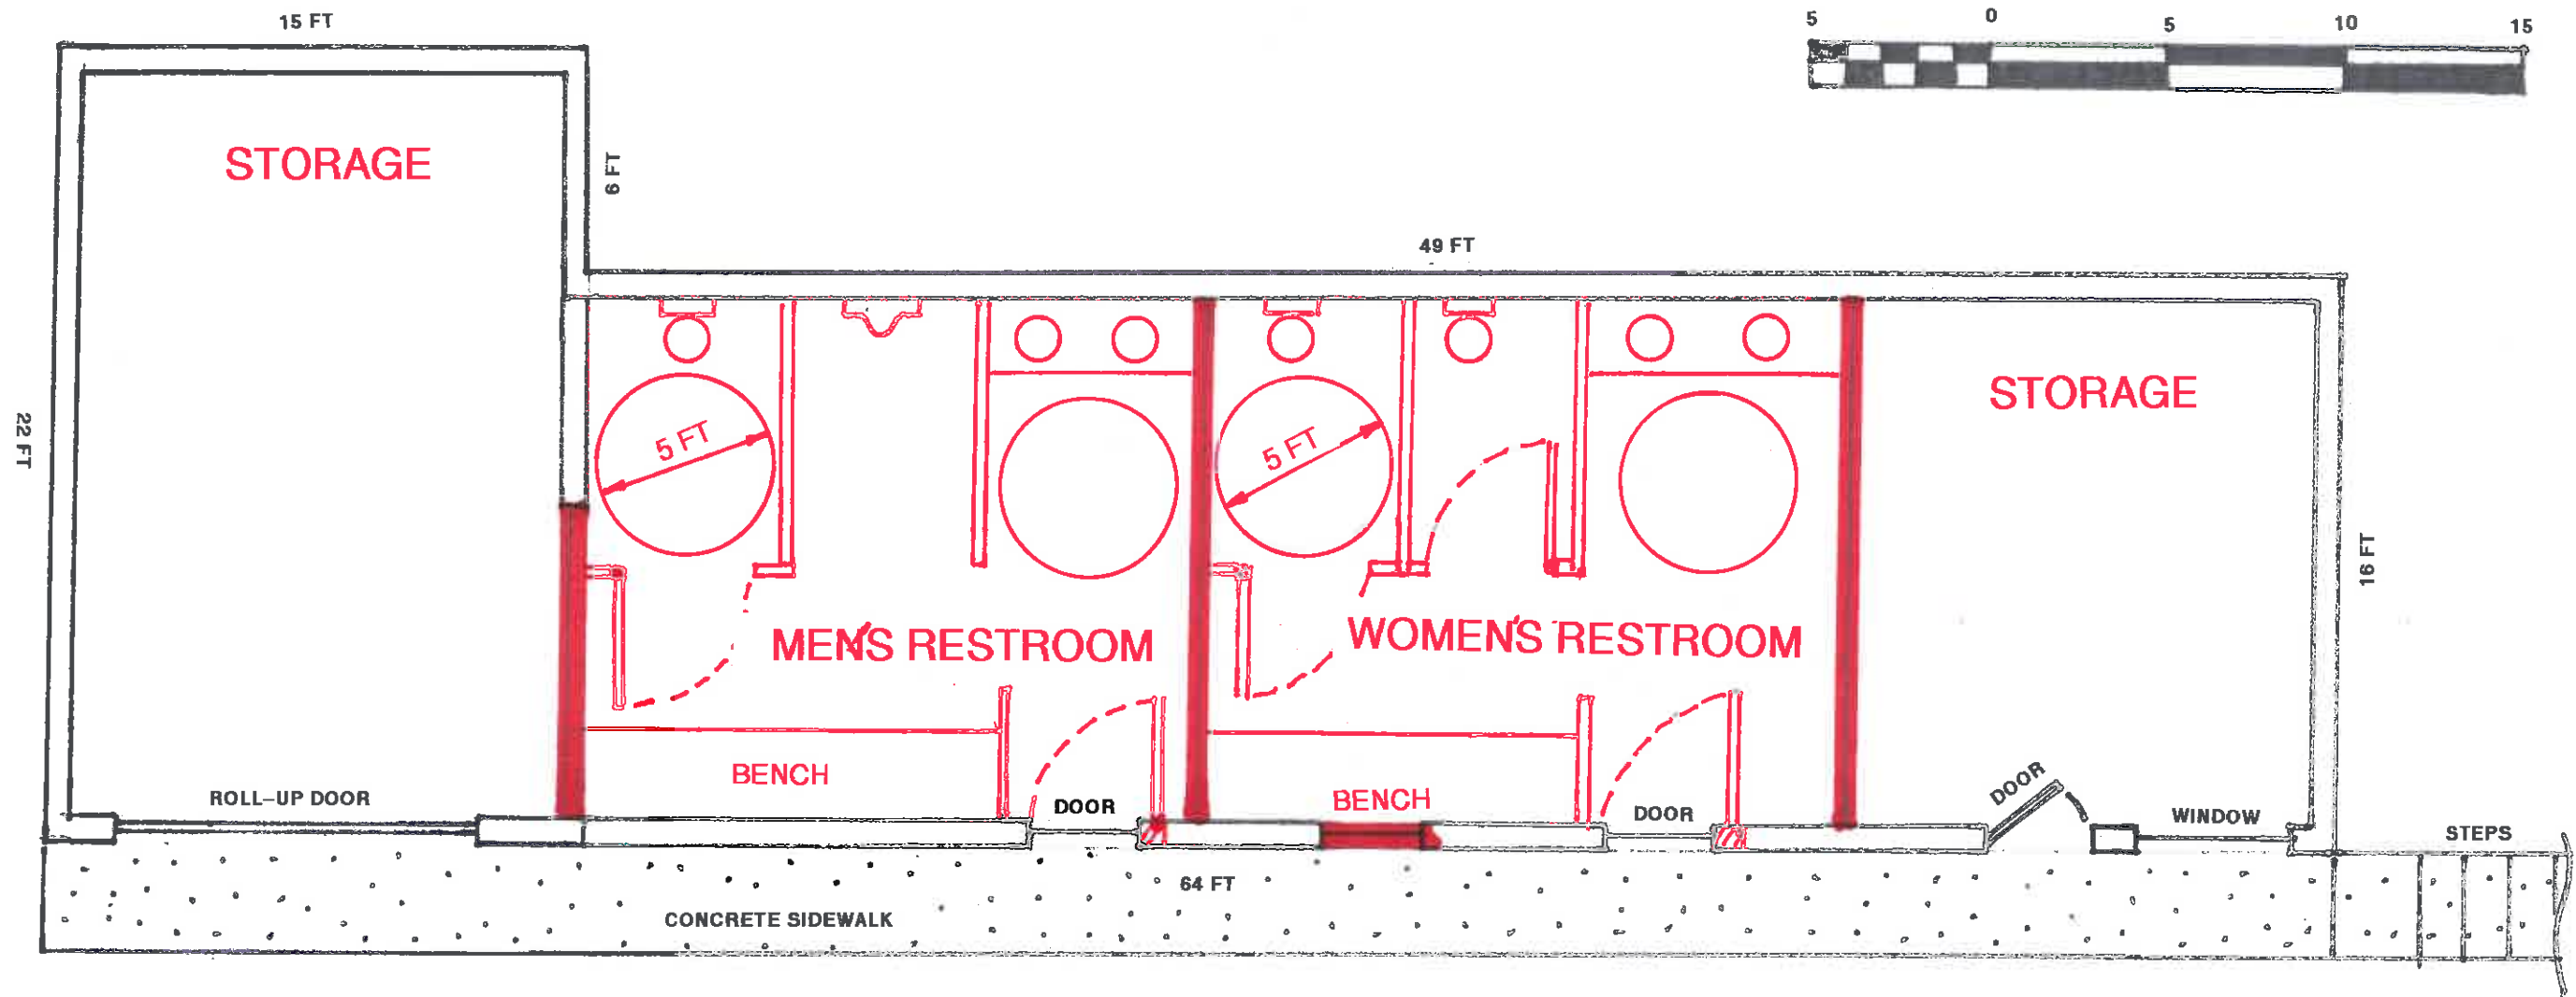 15 FT
5 0 5 10 15
STORAGE
6 FT
49 FT
STORAGE
22 FT
5 FT
5 FT
16 FT
MEN'S RESTROOM
WOMEN'S RESTROOM
BENCH
BENCH
ROLL-UP DOOR
DOOR
DOOR
DOOR
WINDOW
STEPS
64 FT
CONCRETE SIDEWALK